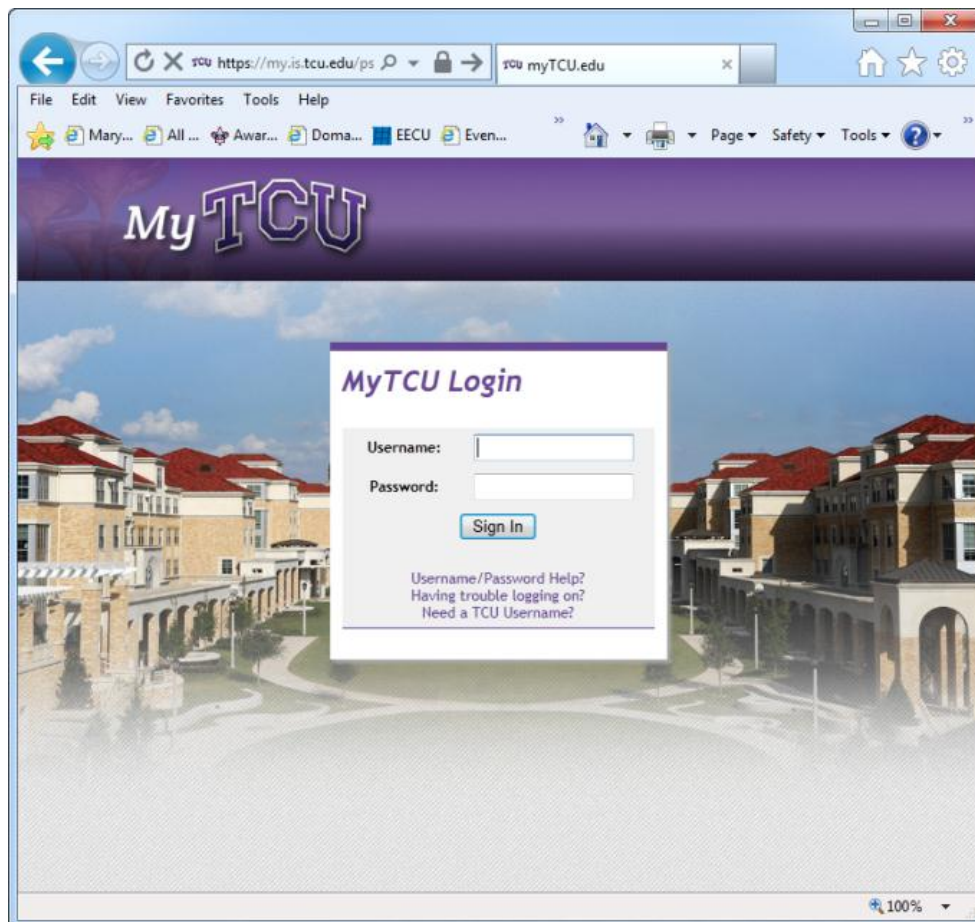 TCU https://my.is.tcu.edu/ps
TCU myTCU.edu
File Edit View Favorites Tools Help
Mary... All ... Awar... Doma... EECU Even... Page Safety Tools
My TCU
MyTCU Login
Username:
Password:
Sign In
Username/Password Help?
Having trouble logging on?
Need a TCU Username?
100%